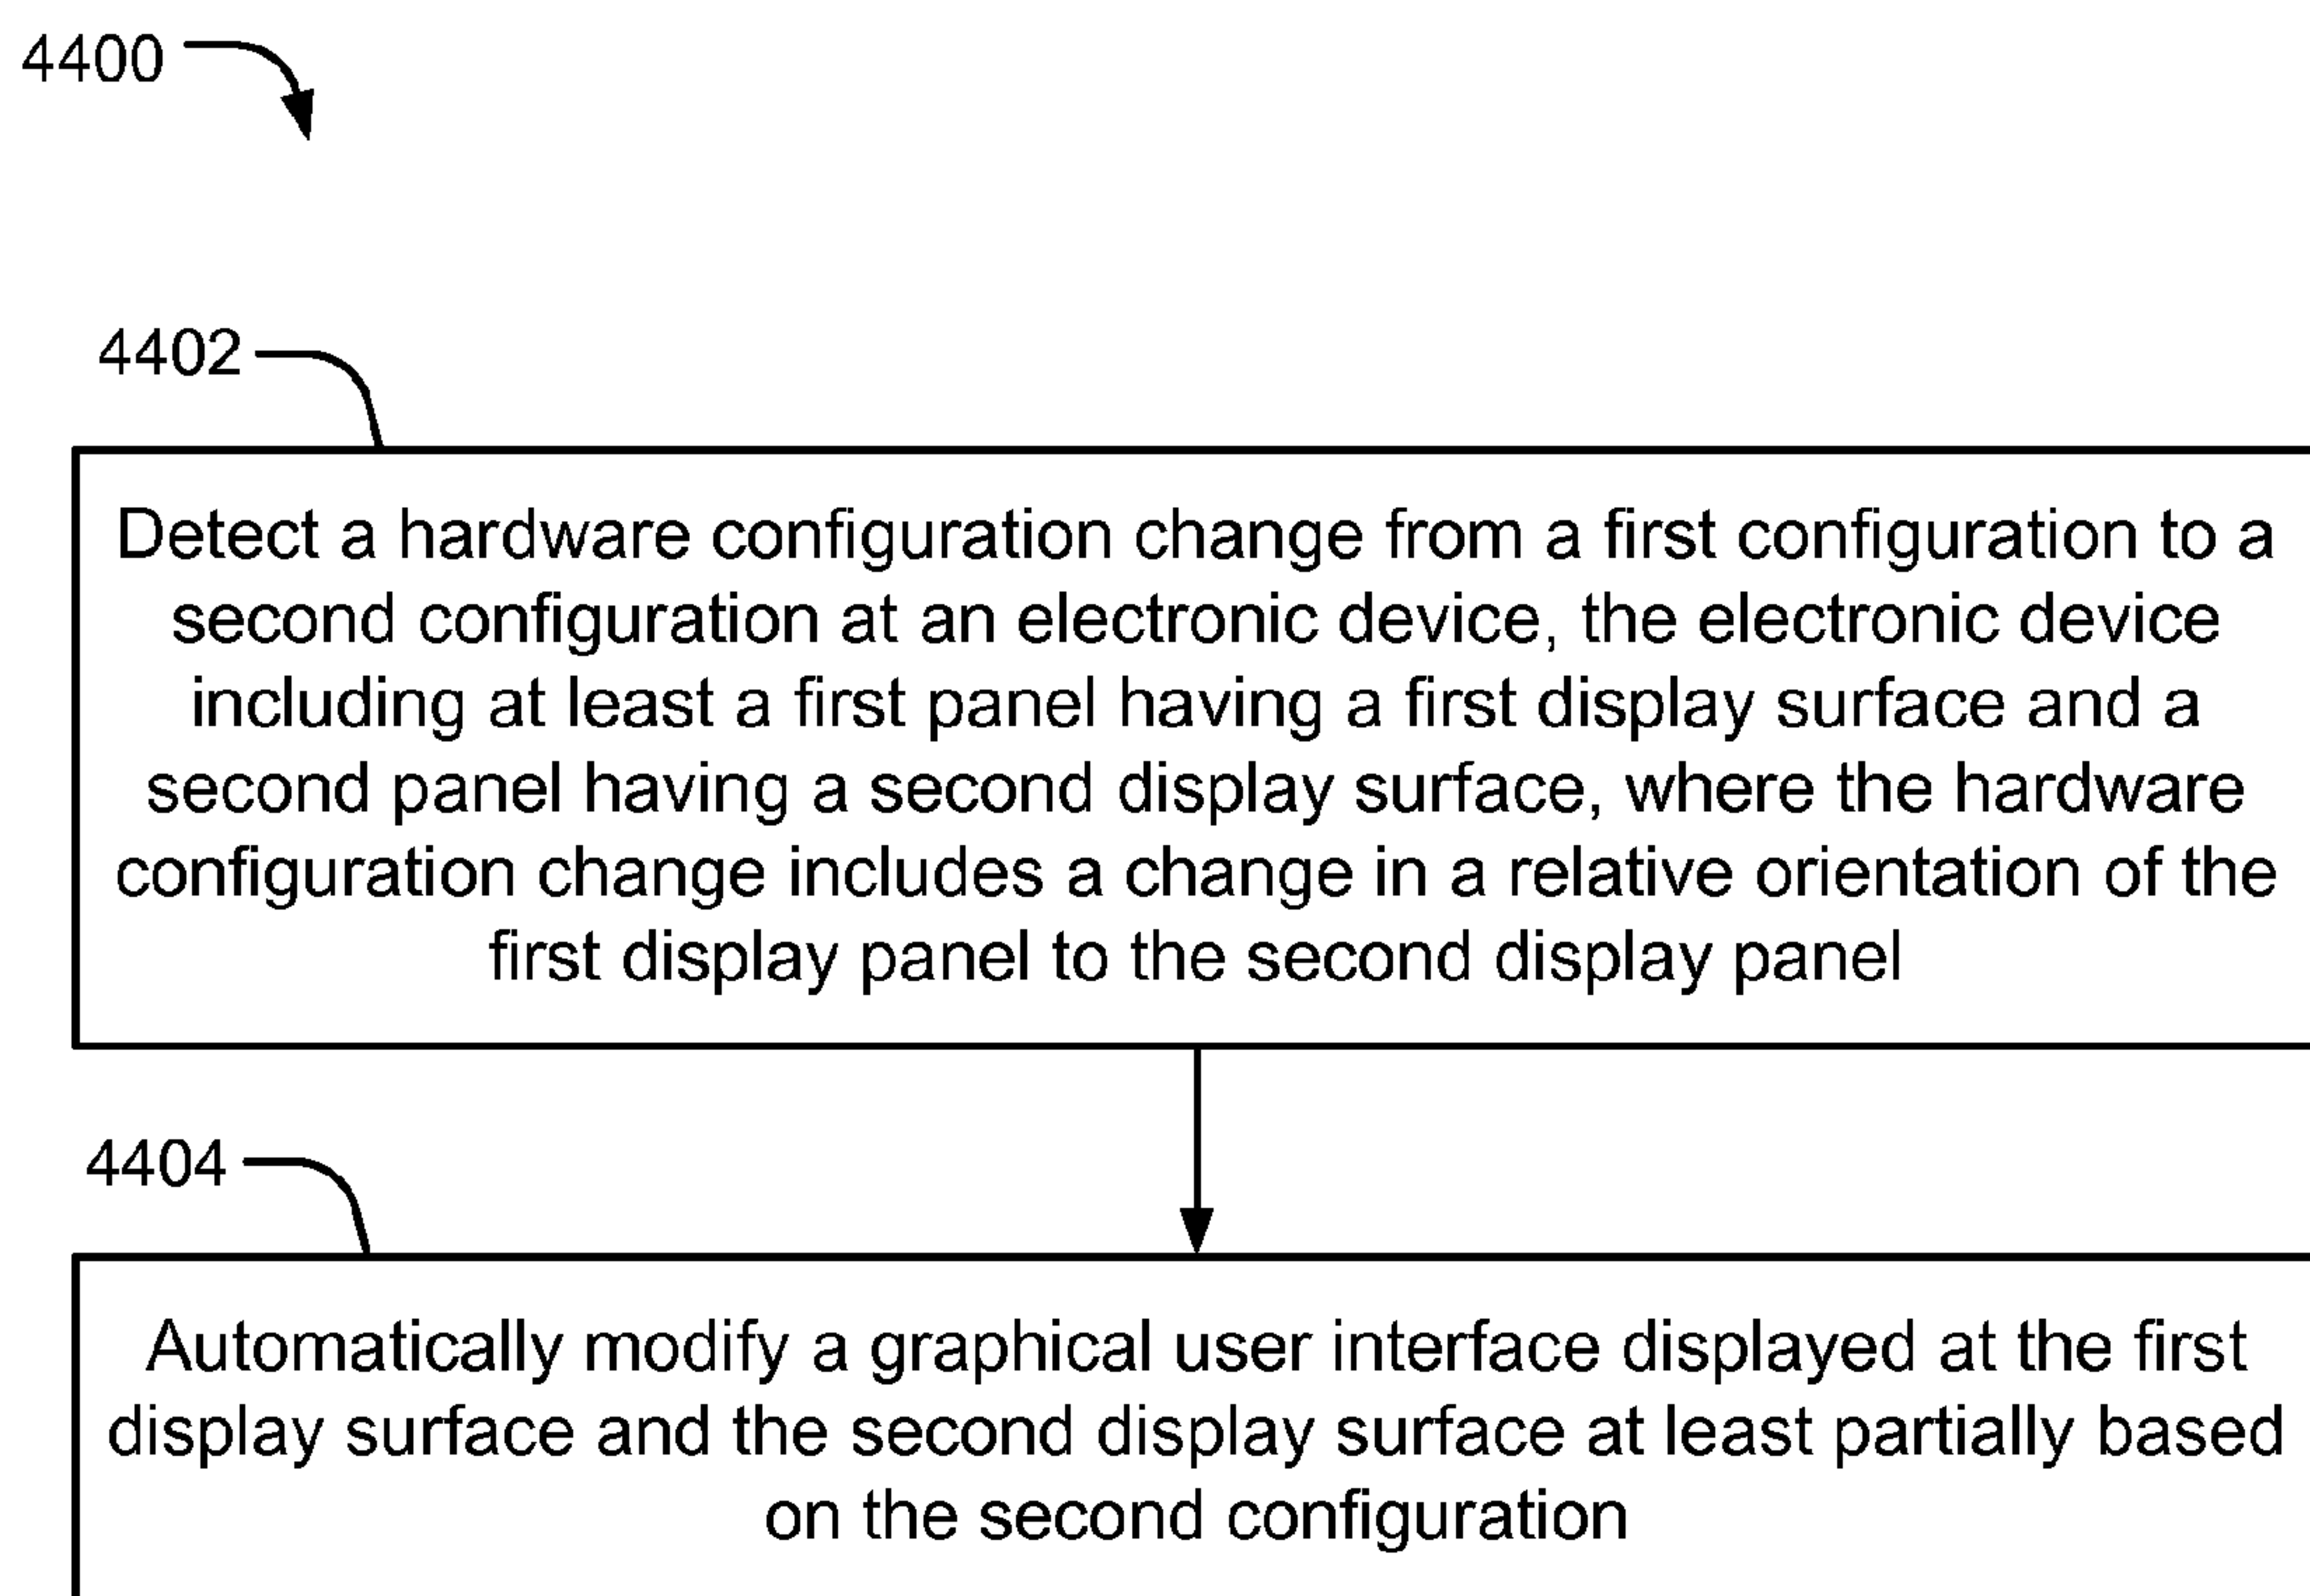 4400
4402
Detect a hardware configuration change from a first configuration to a
second configuration at an electronic device, the electronic device
including at least a first panel having a first display surface and a
second panel having a second display surface, where the hardware
configuration change includes a change in a relative orientation of the
first display panel to the second display panel
4404
Automatically modify a graphical user interface displayed at the first
display surface and the second display surface at least partially based
on the second configuration